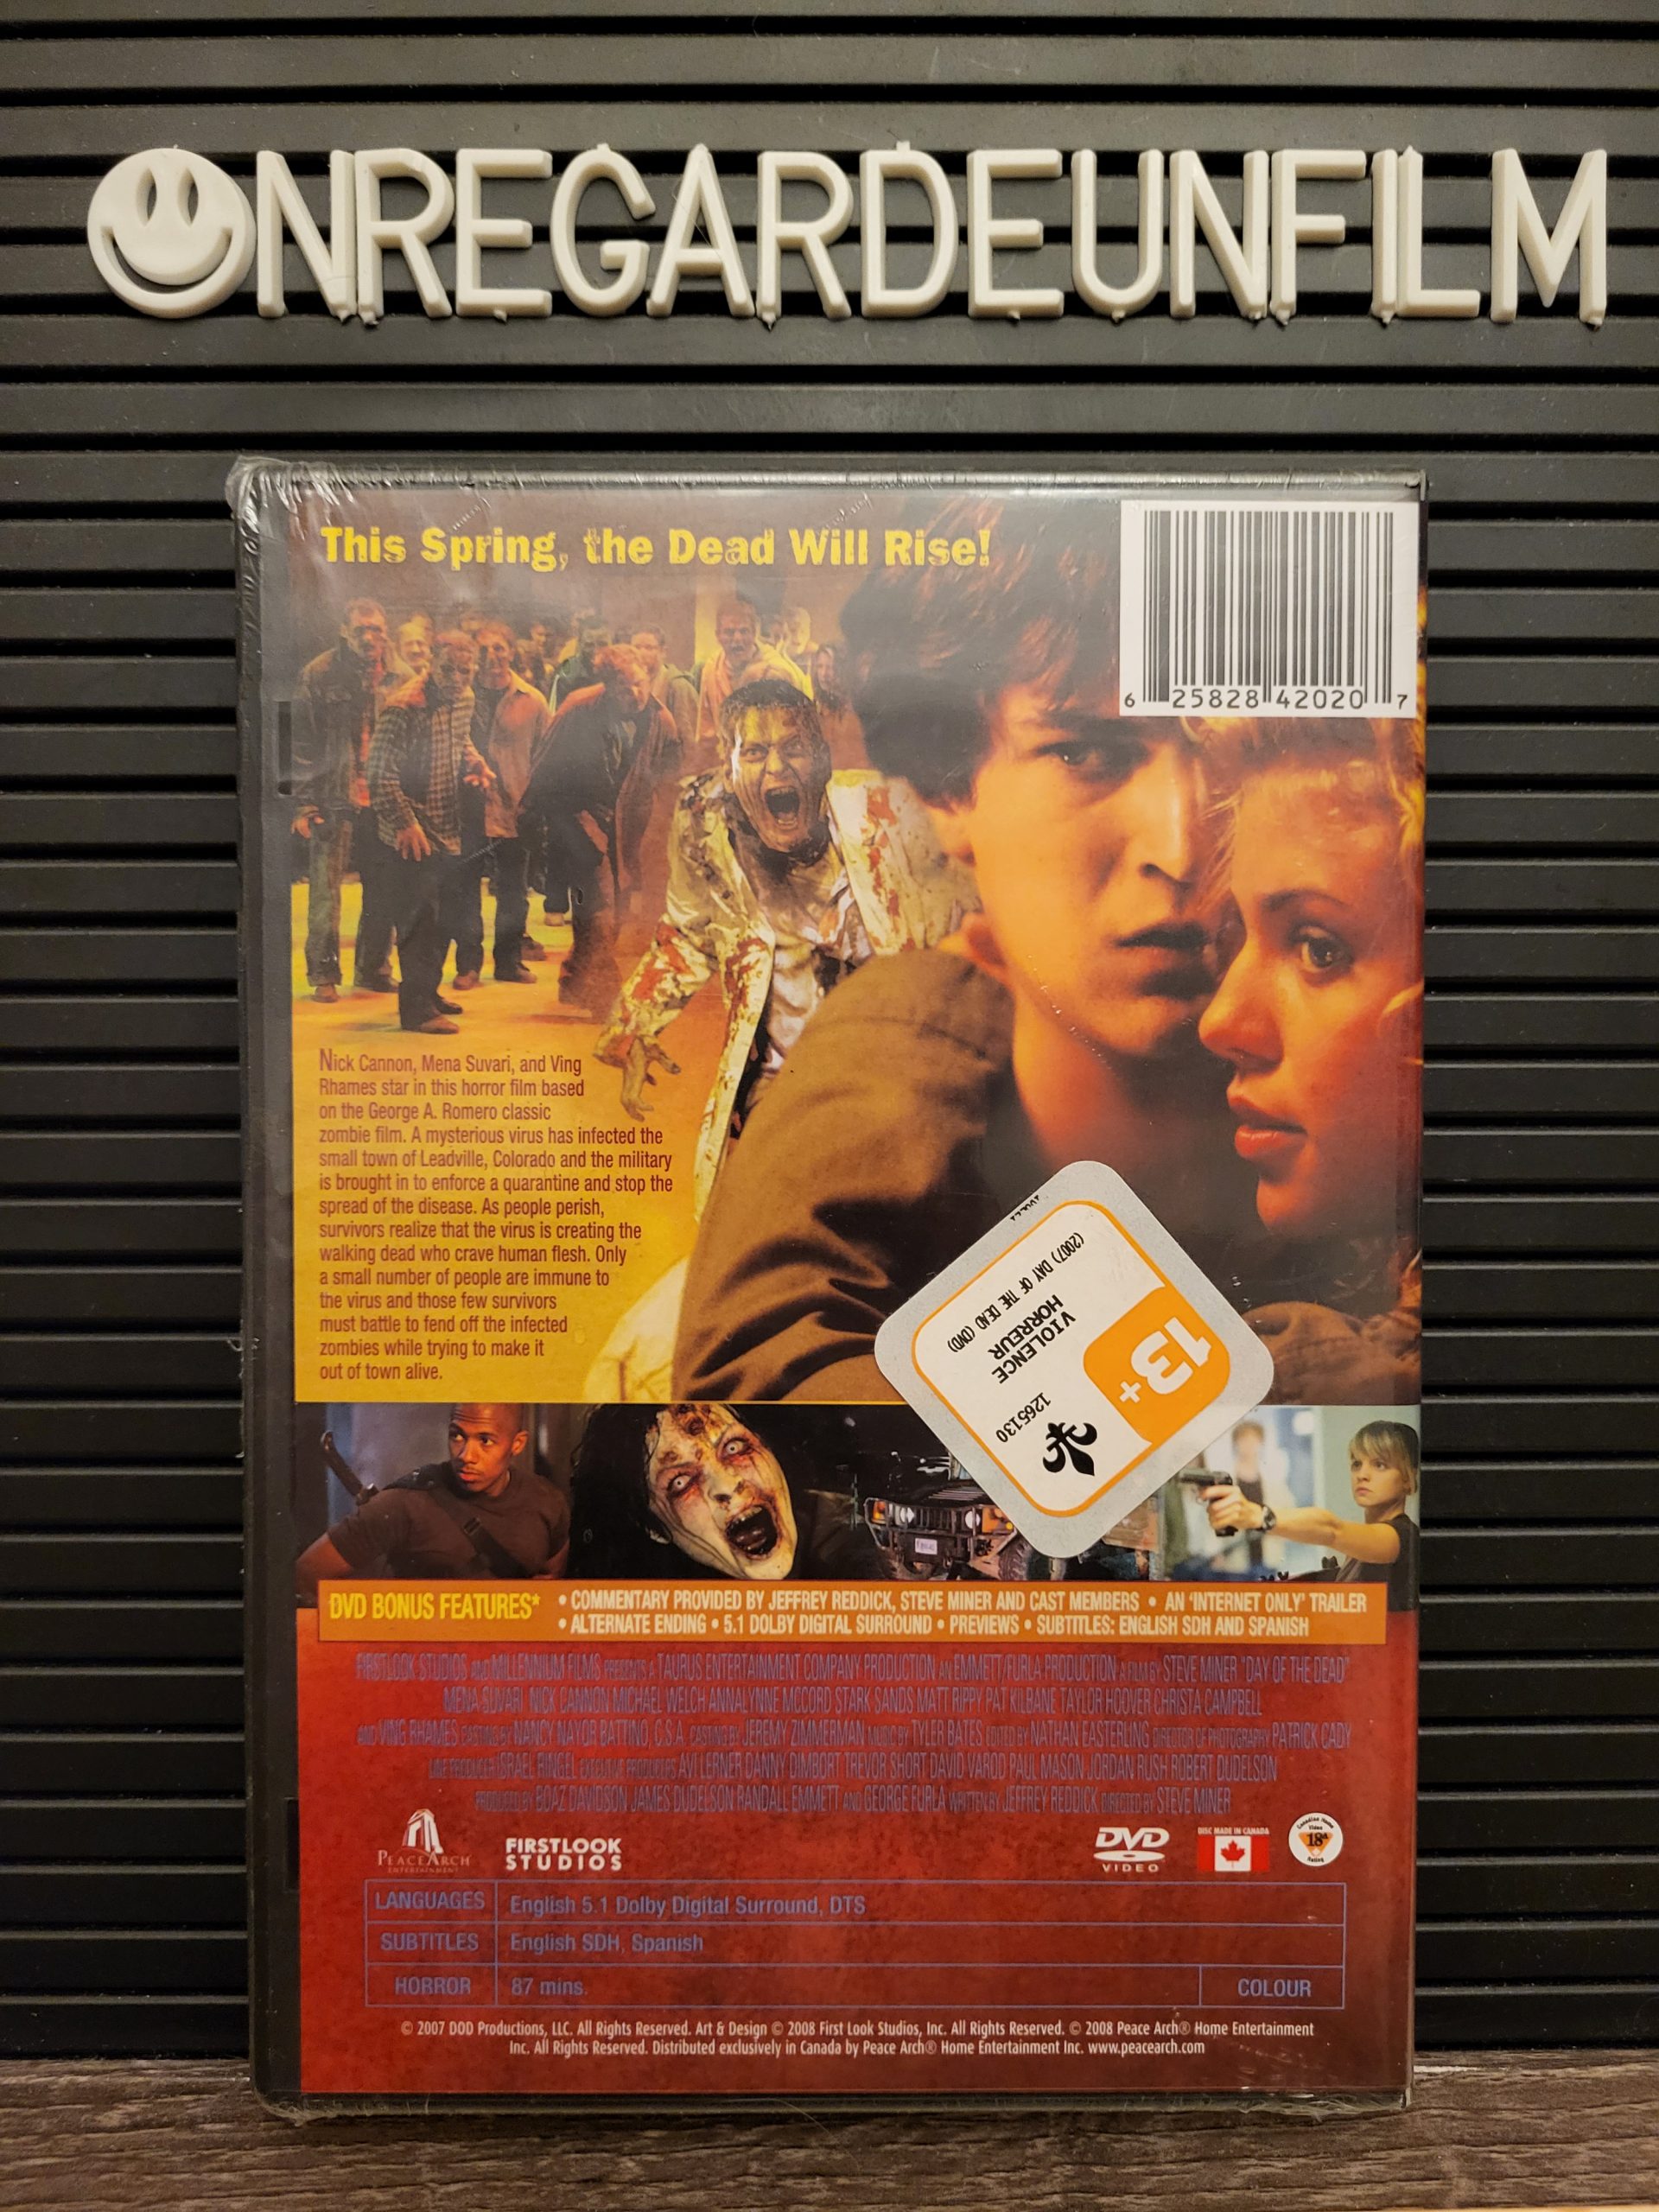 ONREGARDEUNFILM
This Spring, the Dead Will Rise!
6 25828 42020 7
Nick Cannon, Mena Suvari, and Ving
Rhames star in this horror film based
on the George A. Romero classic
zombie film. A mysterious virus has infected the
small town of Leadville, Colorado and the military
is brought in to enforce a quarantine and stop the
spread of the disease. As people perish,
survivors realize that the virus is creating the
walking dead who crave human flesh. Only
a small number of people are immune to
the virus and those few survivors
must battle to fend off the infected
zombies while trying to make it
out of town alive.
(2007) DAY OF THE DEAD (DVD)
VIOLENCE
HORREUR
13+
1265130
DVD BONUS FEATURES*
• COMMENTARY PROVIDED BY JEFFREY REDDICK, STEVE MINER AND CAST MEMBERS • AN 'INTERNET ONLY' TRAILER
• ALTERNATE ENDING • 5.1 DOLBY DIGITAL SURROUND • PREVIEWS • SUBTITLES: ENGLISH SDH AND SPANISH
FIRSTLOOK STUDIOS AND MILLENNIUM FILMS PRESENTS A TAURUS ENTERTAINMENT COMPANY PRODUCTION AN EMMETT/FURLA PRODUCTION A FILM BY STEVE MINER "DAY OF THE DEAD"
MENA SUVARI NICK CANNON MICHAEL WELCH ANNALYNNE MCCORD STARK SANDS MATT RIPPY PAT KILBANE TAYLOR HOOVER CHRISTA CAMPBELL
AND VING RHAMES CASTING BY NANCY NAYOR BATTINO, C.S.A. CASTING BY JEREMY ZIMMERMAN MUSIC BY TYLER BATES EDITED BY NATHAN EASTERLING DIRECTOR OF PHOTOGRAPHY PATRICK CADY
LINE PRODUCER ISRAEL RINGEL EXECUTIVE PRODUCERS AVI LERNER DANNY DIMBORT TREVOR SHORT DAVID VAROD PAUL MASON JORDAN RUSH ROBERT DUDELSON
PRODUCED BY BOAZ DAVIDSON JAMES DUDELSON RANDALL EMMETT AND GEORGE FURLA WRITTEN BY JEFFREY REDDICK DIRECTED BY STEVE MINER
PEACE ARCH
ENTERTAINMENT
FIRSTLOOK
STUDIOS
DVD
VIDEO
DISC MADE IN CANADA
Canadian Home
Video
18A
Rating
LANGUAGES English 5.1 Dolby Digital Surround, DTS
SUBTITLES English SDH, Spanish
HORROR 87 mins. COLOUR
© 2007 DOD Productions, LLC. All Rights Reserved. Art & Design © 2008 First Look Studios, Inc. All Rights Reserved. © 2008 Peace Arch® Home Entertainment
Inc. All Rights Reserved. Distributed exclusively in Canada by Peace Arch® Home Entertainment Inc. www.peacearch.com